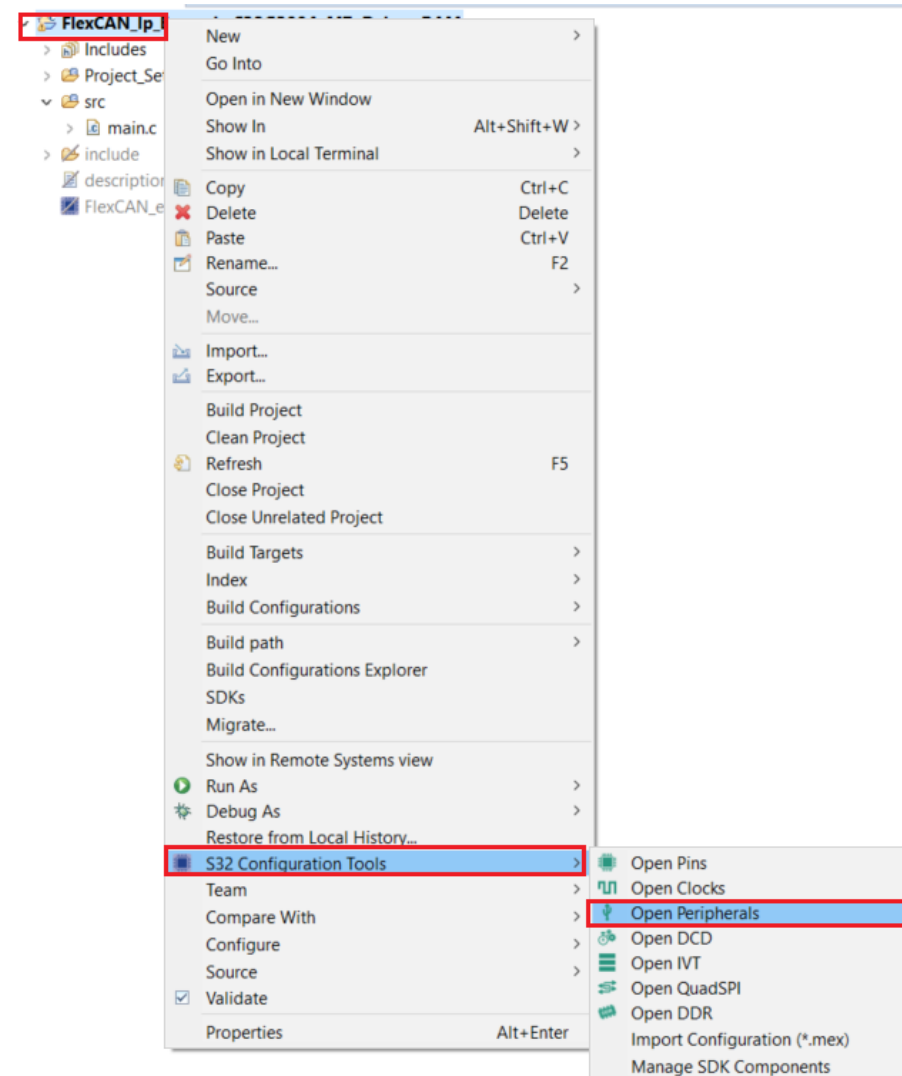 FlexCAN_Ip_
Includes
Project_Se
src
main.c
include
description
FlexCAN_e
New
Go Into
Open in New Window
Show In Alt+Shift+W >
Show in Local Terminal
Copy Ctrl+C
Delete Delete
Paste Ctrl+V
Rename... F2
Source
Move...
Import...
Export...
Build Project
Clean Project
Refresh F5
Close Project
Close Unrelated Project
Build Targets
Index
Build Configurations
Build path
Build Configurations Explorer
SDKs
Migrate...
Show in Remote Systems view
Run As
Debug As
Restore from Local History...
S32 Configuration Tools
Team
Compare With
Configure
Source
Validate
Properties Alt+Enter
Open Pins
Open Clocks
Open Peripherals
Open DCD
Open IVT
Open QuadSPI
Open DDR
Import Configuration (*.mex)
Manage SDK Components